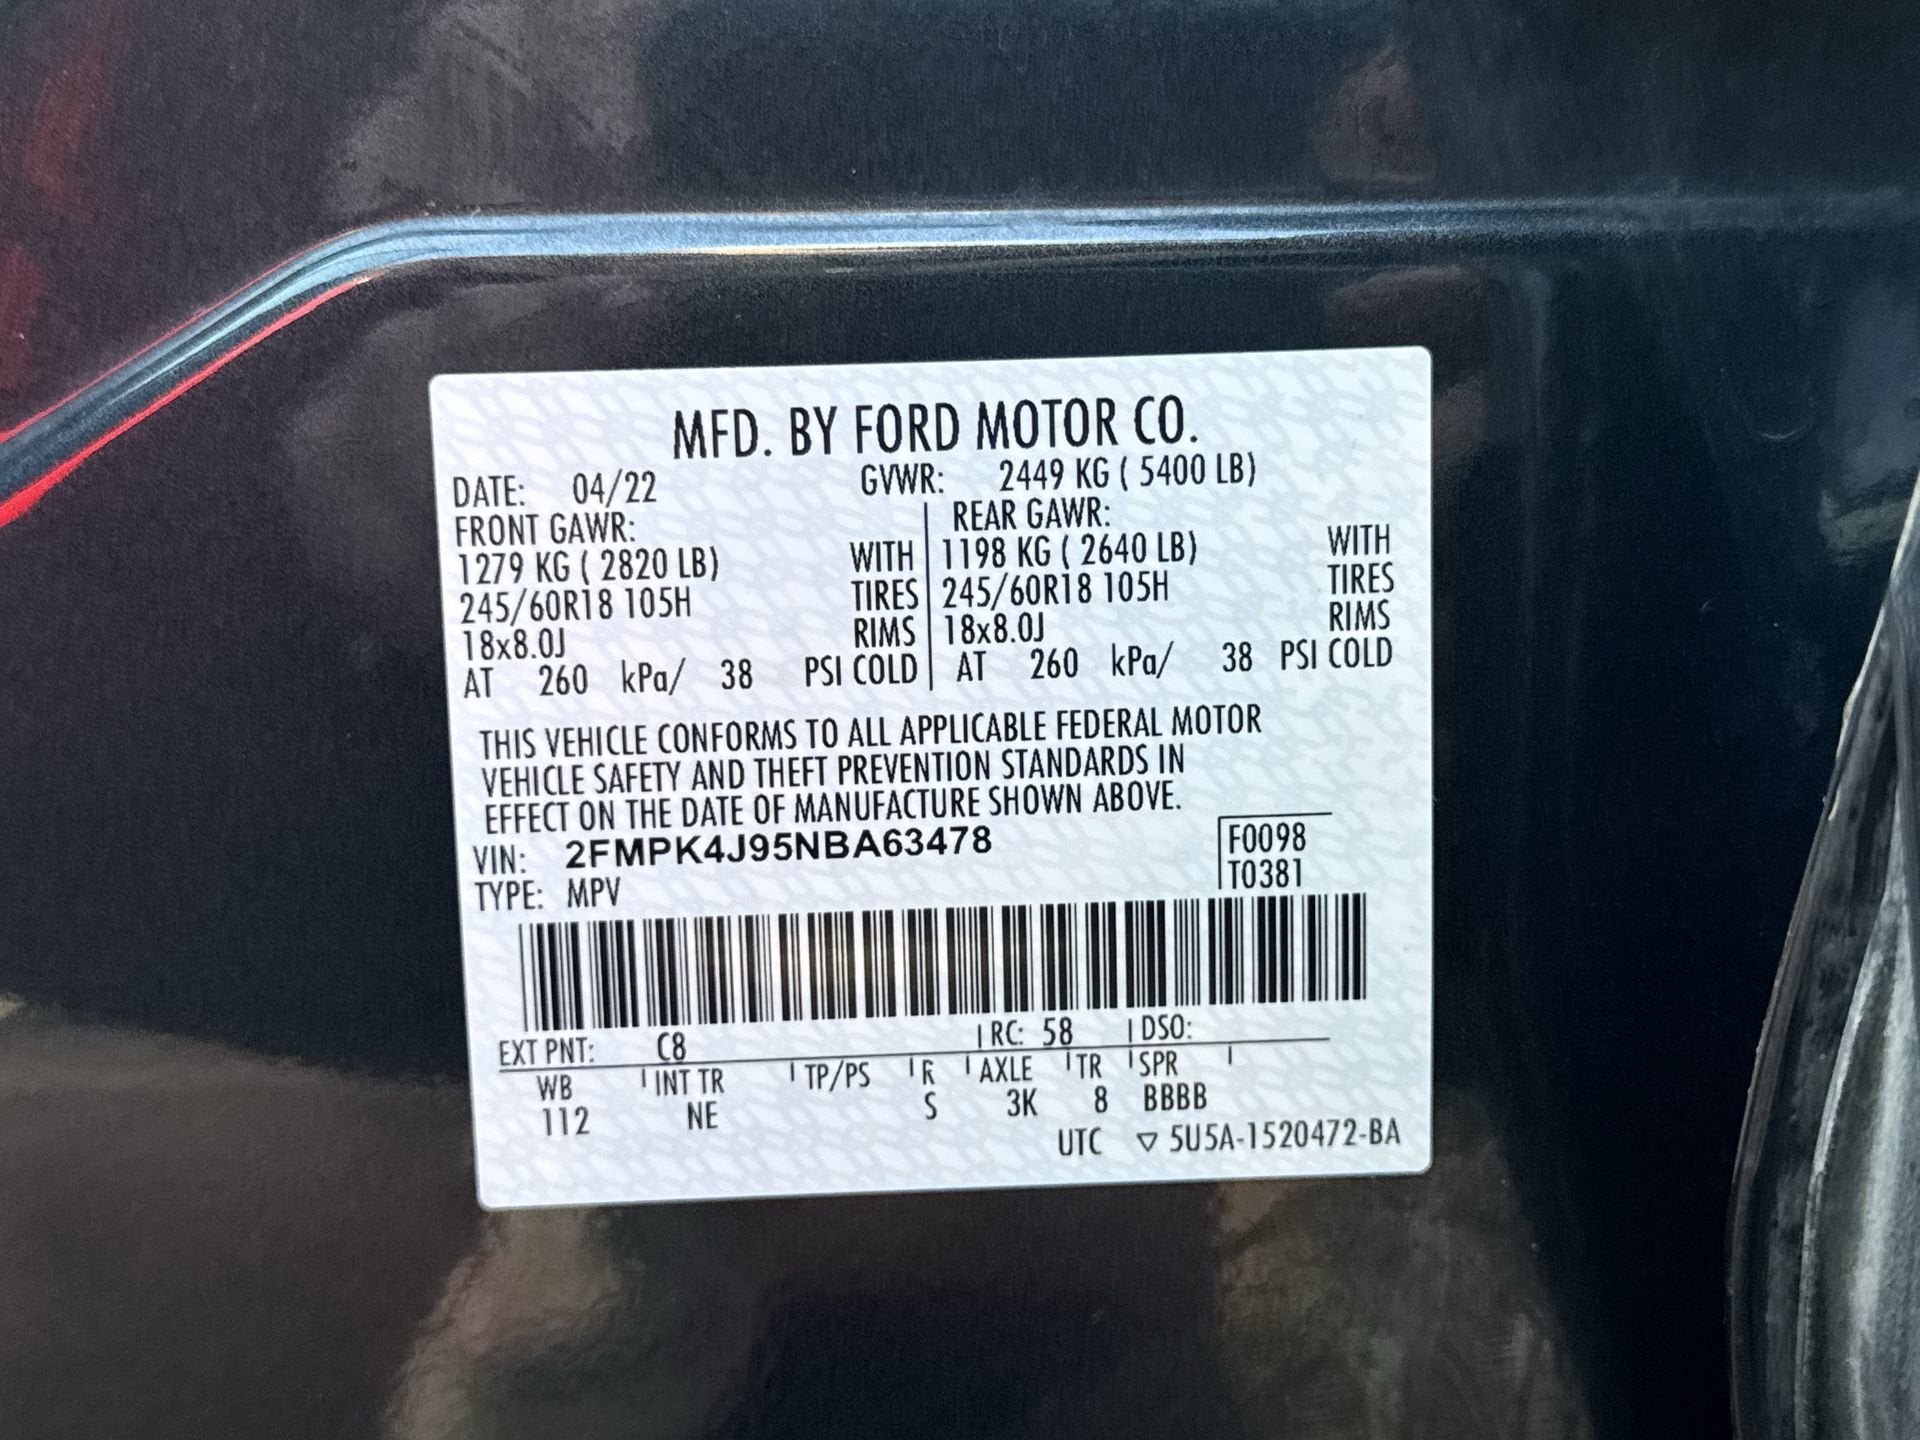 MFD. BY FORD MOTOR CO.
DATE: 04/22 GVWR: 2449 KG ( 5400 LB)
FRONT GAWR: REAR GAWR:
1279 KG ( 2820 LB) WITH 1198 KG ( 2640 LB) WITH
245/60R18 105H TIRES 245/60R18 105H TIRES
18x8.0J RIMS 18x8.0J RIMS
AT 260 kPa/ 38 PSI COLD AT 260 kPa/ 38 PSI COLD
THIS VEHICLE CONFORMS TO ALL APPLICABLE FEDERAL MOTOR
VEHICLE SAFETY AND THEFT PREVENTION STANDARDS IN
EFFECT ON THE DATE OF MANUFACTURE SHOWN ABOVE.
VIN: 2FMPK4J95NBA63478 F0098
TYPE: MPV T0381
EXT PNT: C8 RC: 58 DSO:
WB INT TR TP/PS R AXLE TR SPR
112 NE S 3K 8 BBBB
UTC ▽ 5U5A-1520472-BA